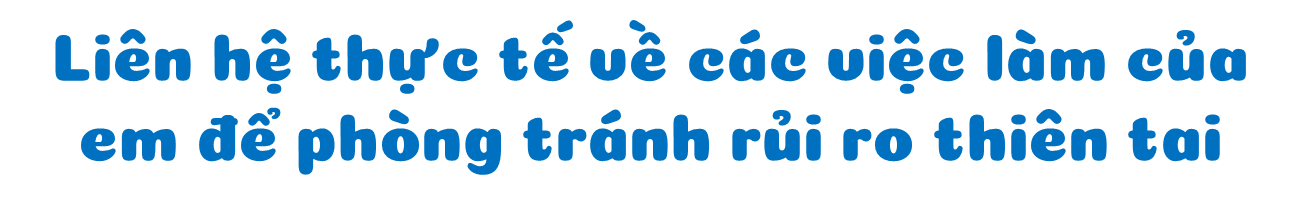 Liên hệ thực tế về các việc làm của
em để phòng tránh rủi ro thiên tai